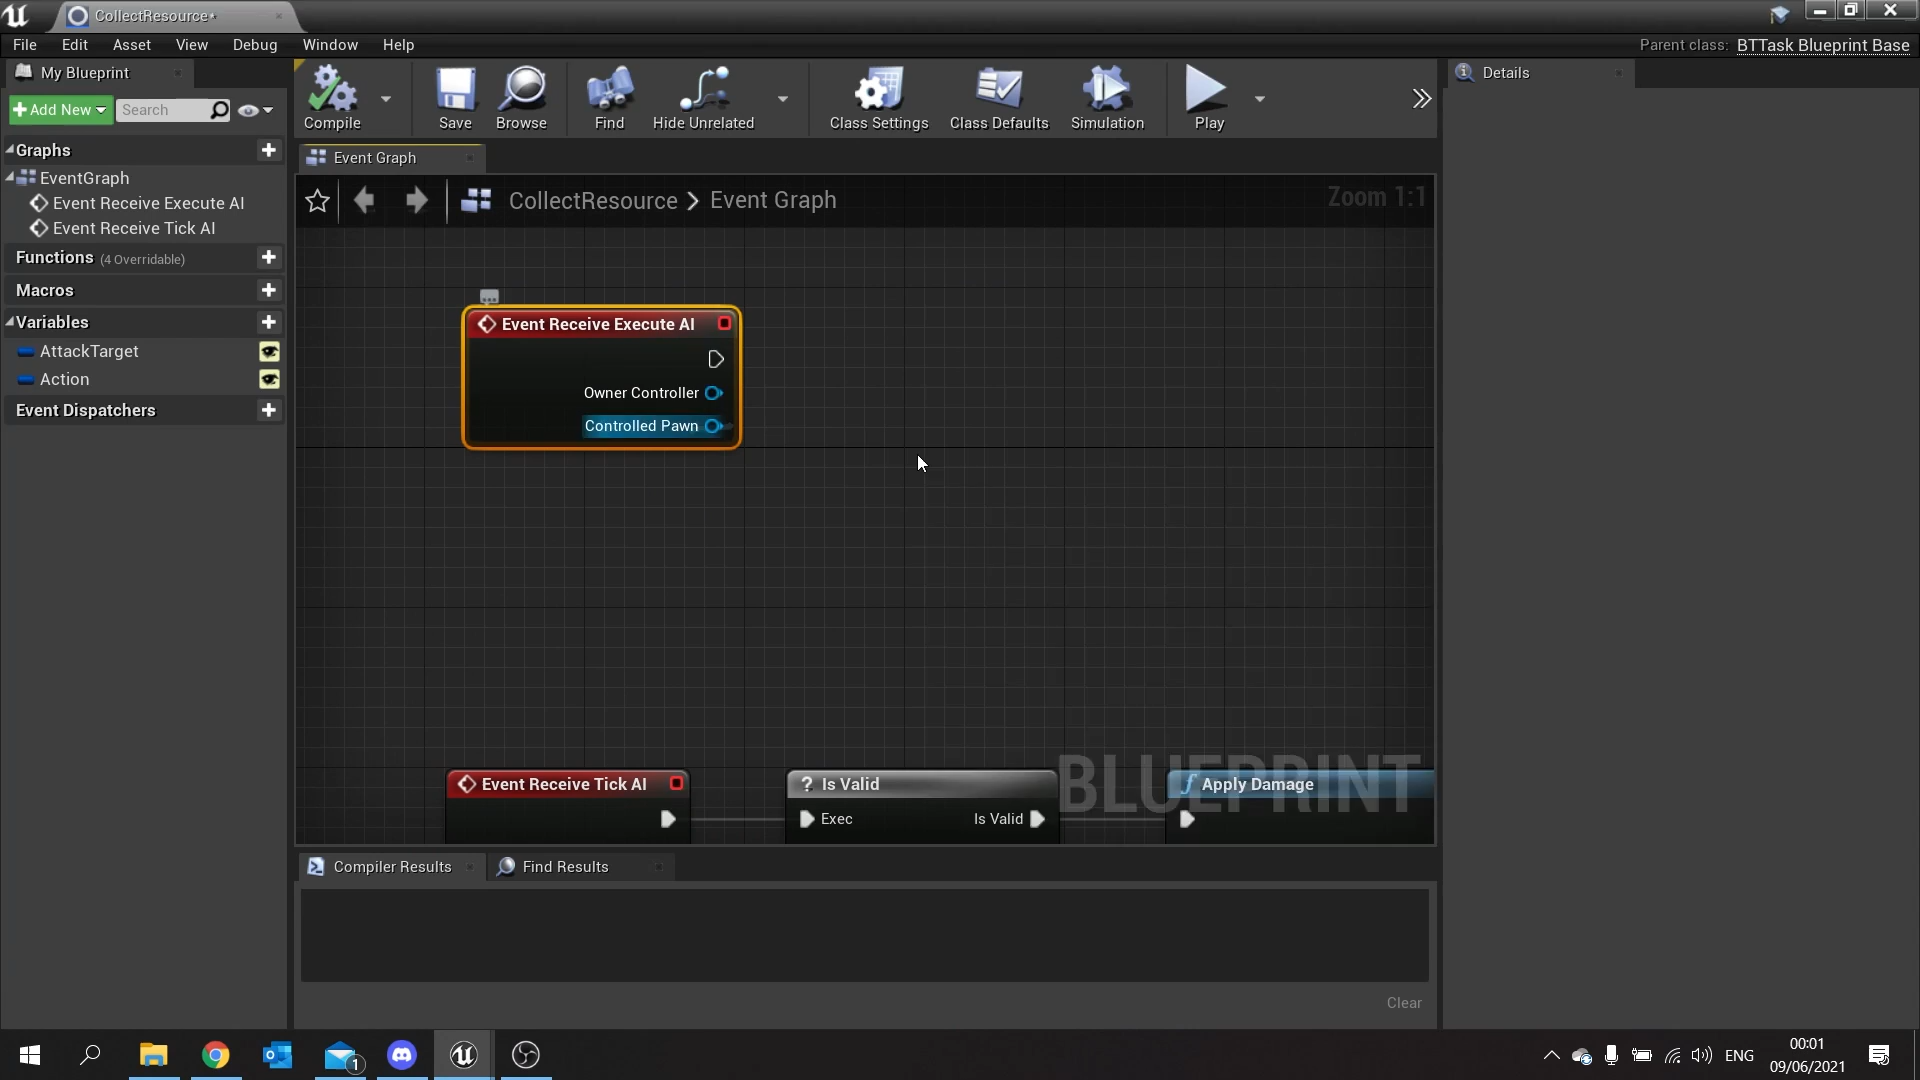 CollectResource*
File Edit Asset View Debug Window Help
Parent class: BTTask Blueprint Base
My Blueprint
Details
Add New
Search
Compile
Save
Browse
Find
Hide Unrelated
Class Settings
Class Defaults
Simulation
Play
Graphs
EventGraph
Event Receive Execute AI
Event Receive Tick AI
Functions (4 Overridable)
Macros
Variables
AttackTarget
Action
Event Dispatchers
Event Graph
CollectResource > Event Graph
Zoom 1:1
Event Receive Execute AI
Owner Controller
Controlled Pawn
BLUEPRINT
Event Receive Tick AI
? Is Valid
Exec
Is Valid
f Apply Damage
Compiler Results
Find Results
Clear
1
ENG
00:01
09/06/2021